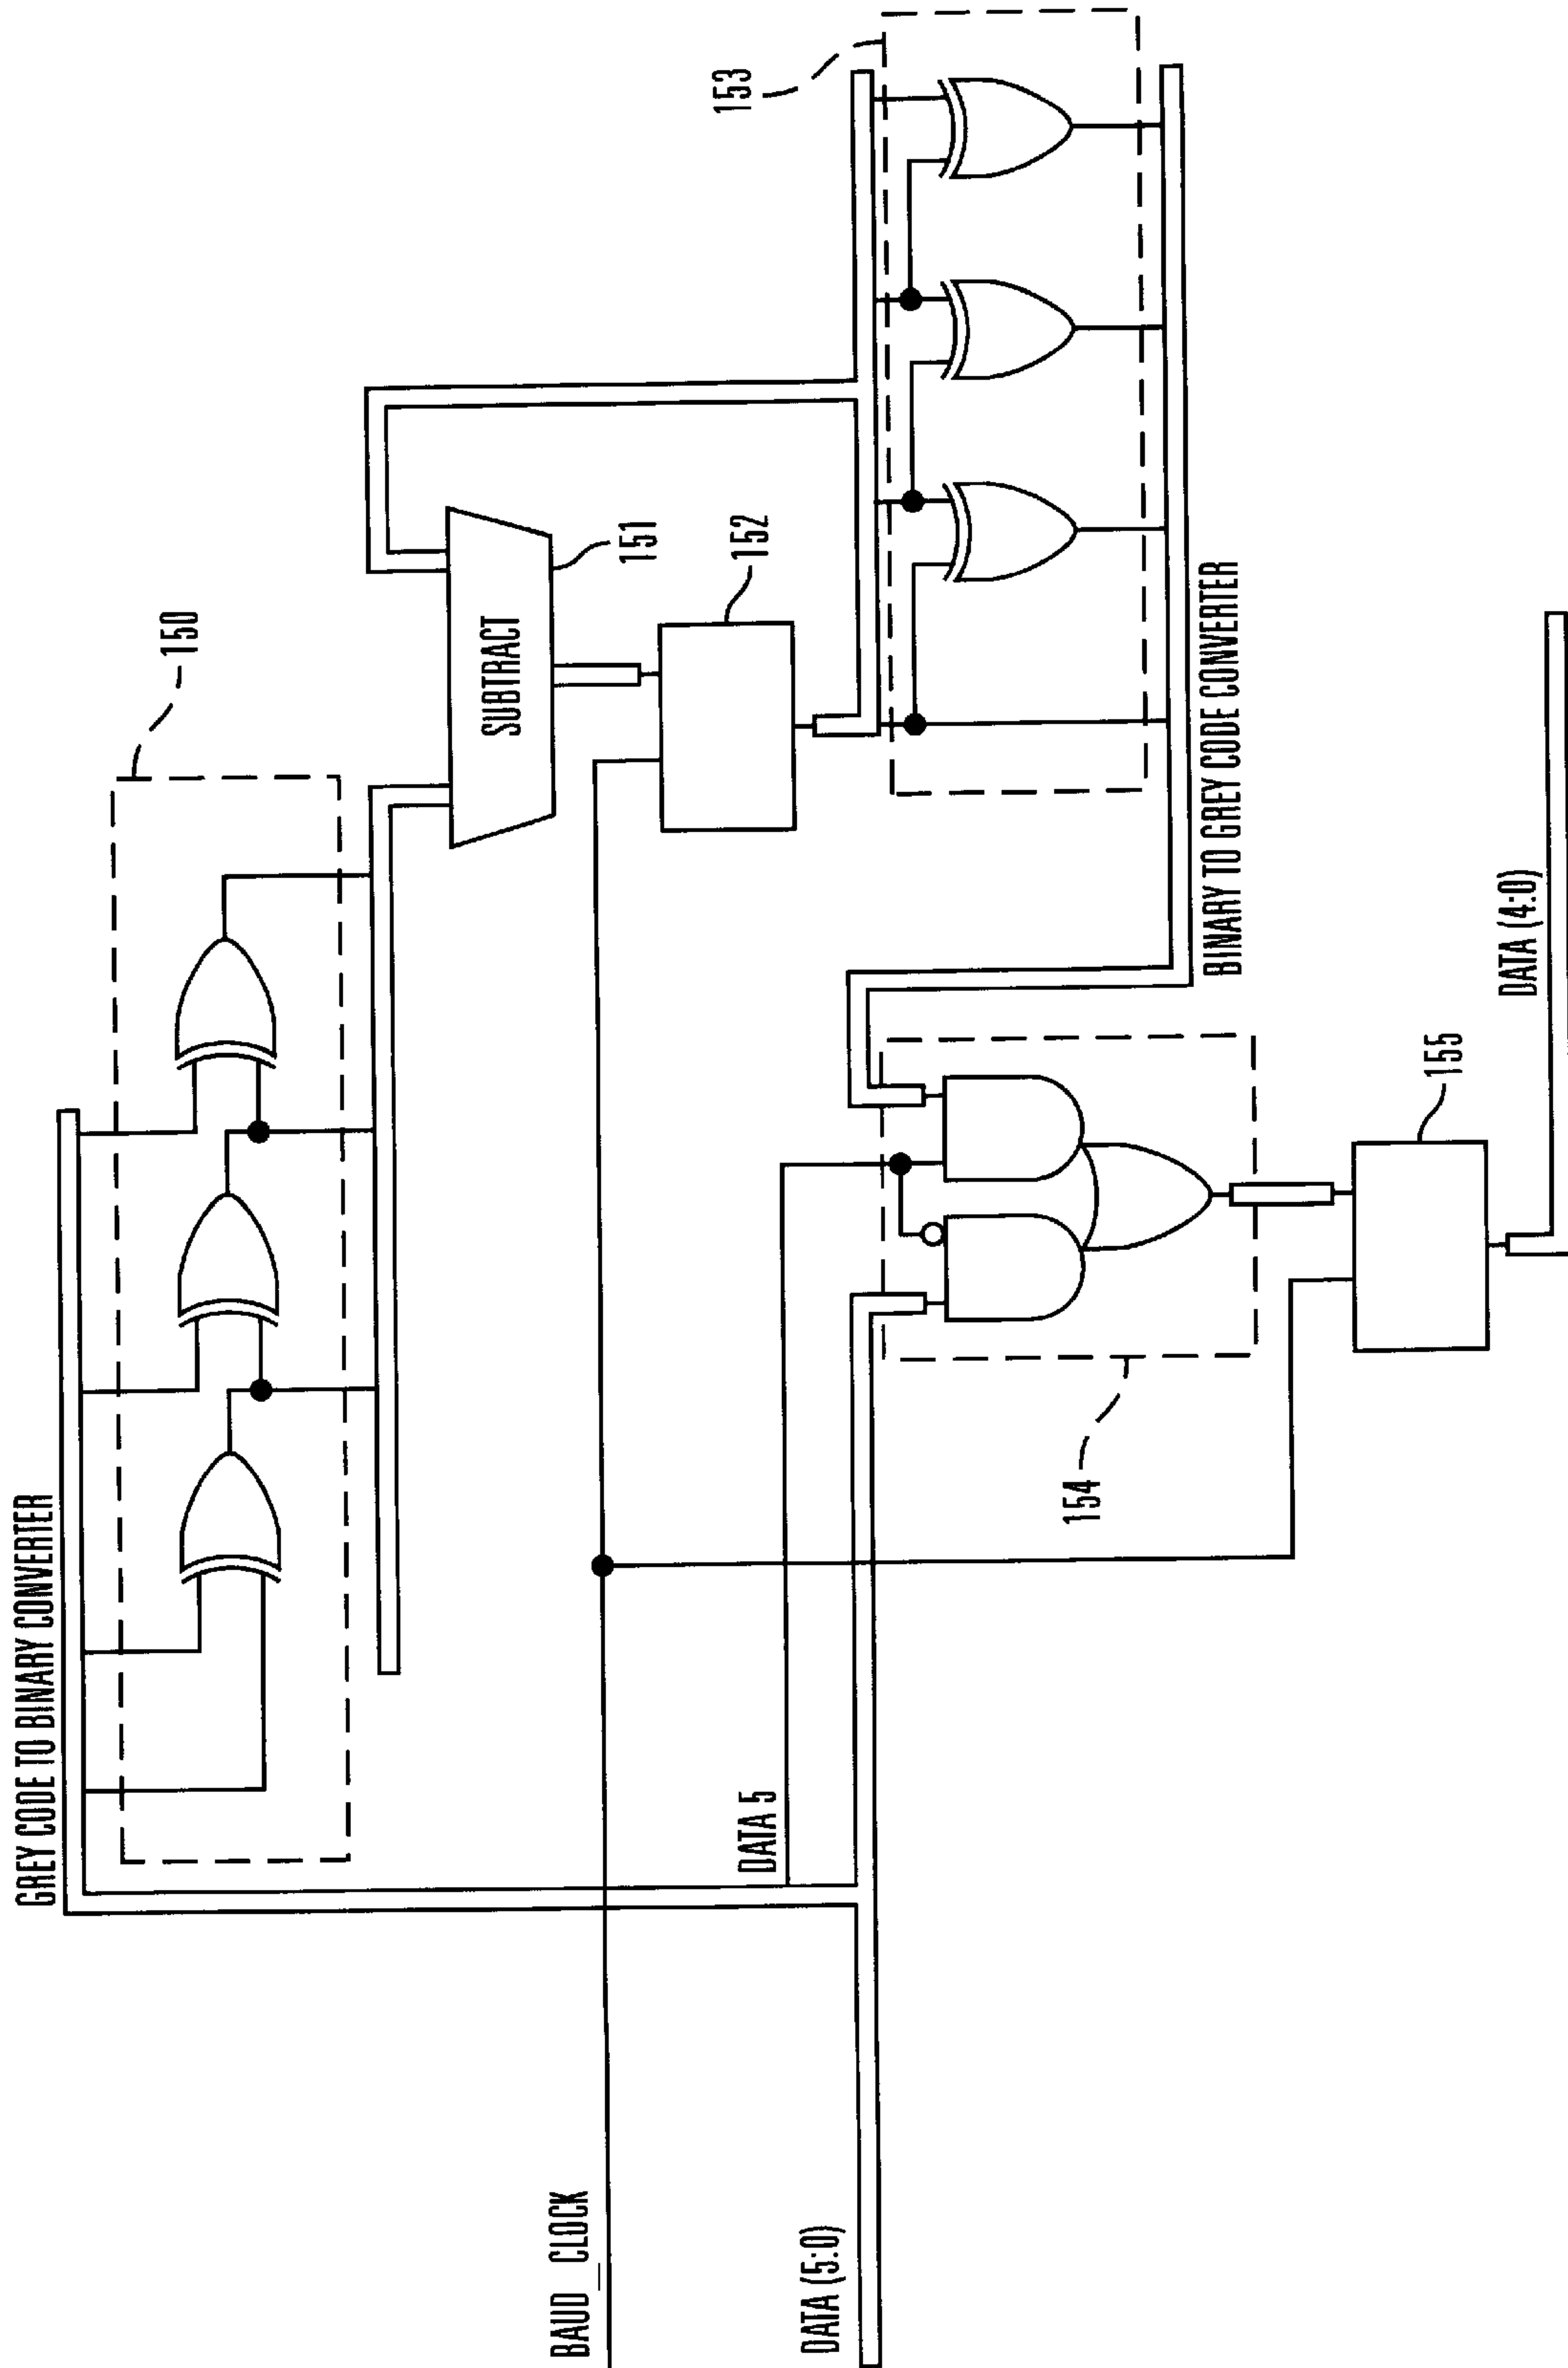 GREY CODE TO BINARY CONVERTER
150
SUBTRACT
151
152
153
BAUD_CLOCK
DATA 5
DATA (5:0)
154
BINARY TO GREY CODE CONVERTER
155
DATA (4:0)